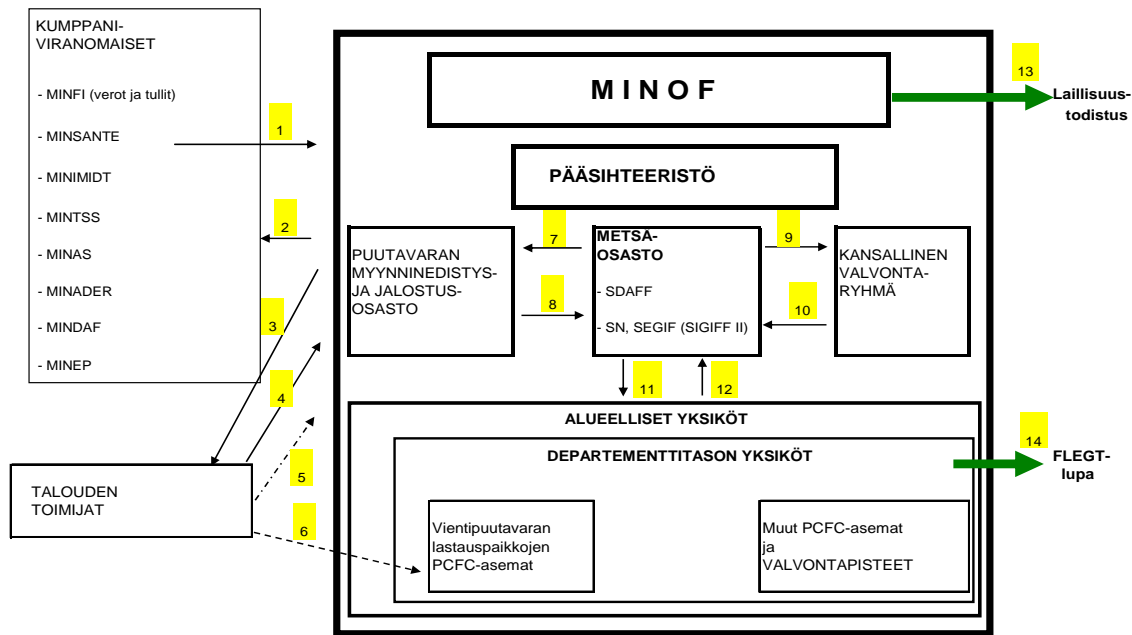 KUMPPANI-
VIRANOMAISET
- MINFI (verot ja tullit)
- MINSANTE
- MINIMIDT
- MINTSS
- MINAS
- MINADER
- MINDAF
- MINEP
1
2
3
4
5
6
TALOUDEN
TOIMIJAT
M I N O F
13
Laillisuus-
todistus
PÄÄSIHTEERISTÖ
PUUTAVARAN
MYYNNINEDISTYS-
JA JALOSTUS-
OSASTO
7
8
METSÄ-
OSASTO
- SDAFF
- SN, SEGIF (SIGIFF II)
9
10
KANSALLINEN
VALVONTA-
RYHMÄ
11
12
ALUEELLISET YKSIKÖT
DEPARTEMENTTITASON YKSIKÖT
14
FLEGT-
lupa
Vientiputavaran
lastauspaikkojen
PCFC-asemat
Muut PCFC-asemat
ja
VALVONTAPISTEET